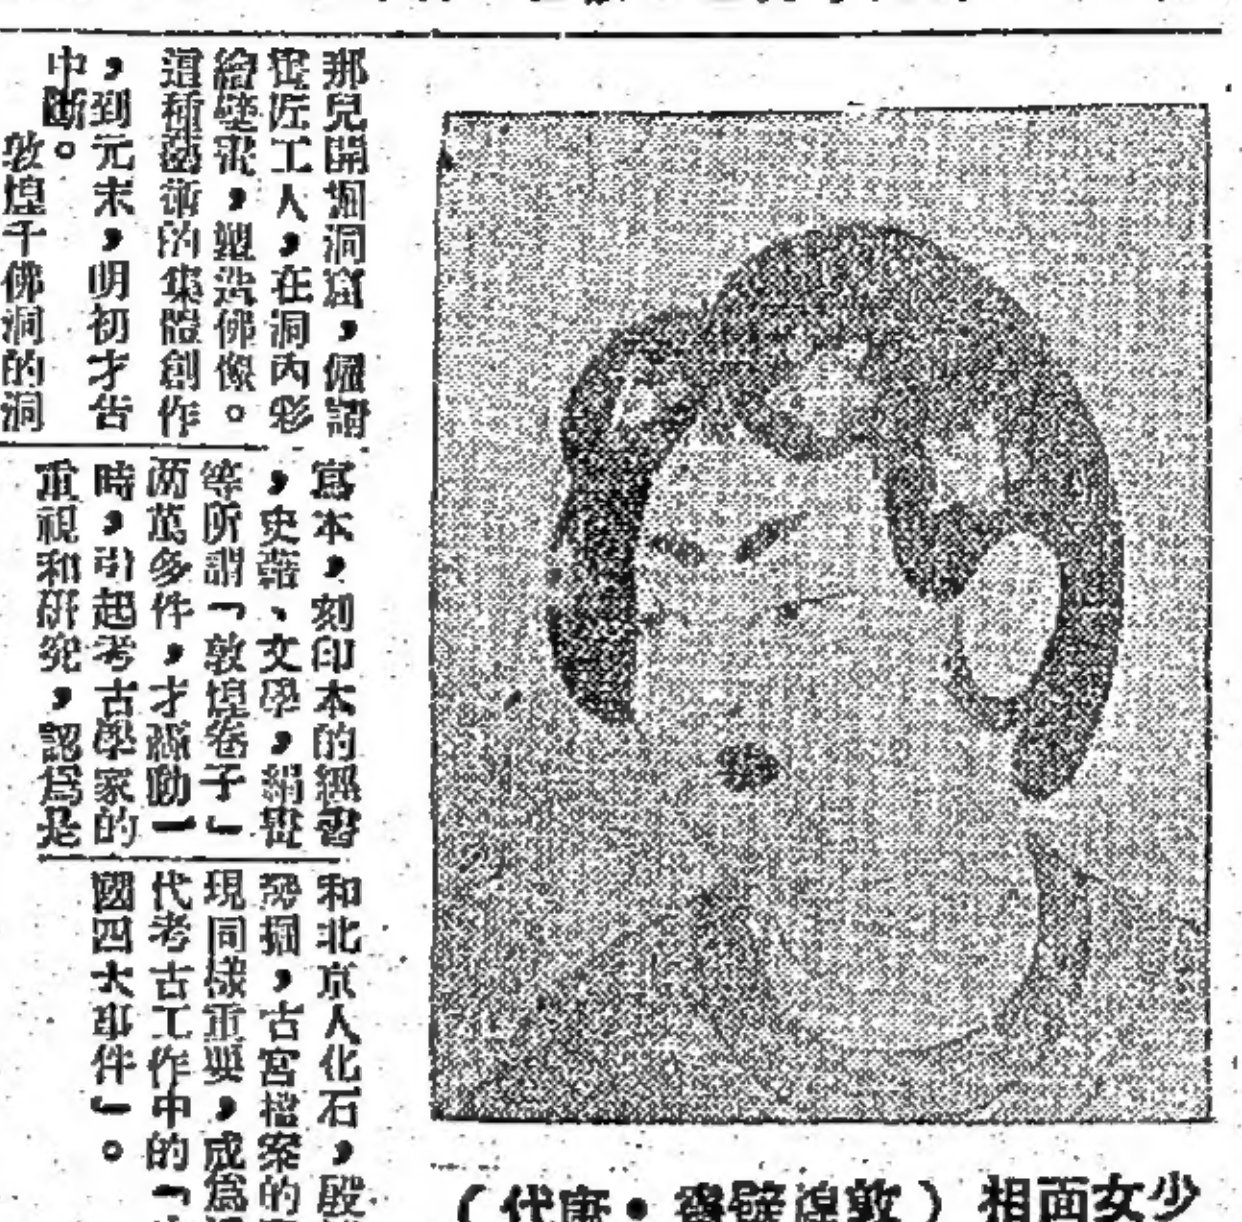 那兒開掘洞窟,僱請
畫匠工人,在洞內彩
繪壁畫,塑造佛像。
這種藝術的集體創作
,到元末,明初才告
中斷。
敦煌千佛洞的洞
寫本,刻印本的經書
,史籍、文學,絹畫
等所謂「敦煌卷子」
两萬多件,才轟動一
時,引起考古學家的
重視和研究,認爲是
和北京人化石,殷
發掘,古宮檔案的
現同樣重要,成爲
代考古工作中的「
國四大事件」。
少女面相(敦煌壁畫・唐代)